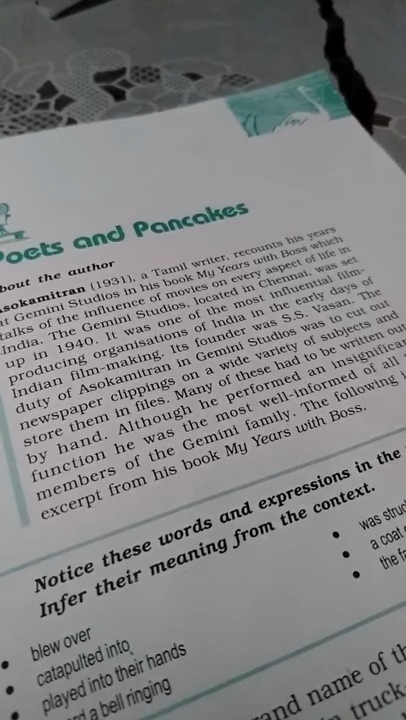 Poets and Pancakes
bout the author
Asokamitran (1931), a Tamil writer, recounts his years
at Gemini Studios in his book My Years with Boss which
talks of the influence of movies on every aspect of life in
India. The Gemini Studios, located in Chennai, was set
up in 1940. It was one of the most influential film-
producing organisations of India in the early days of
Indian film-making. Its founder was S.S. Vasan. The
duty of Asokamitran in Gemini Studios was to cut out
newspaper clippings on a wide variety of subjects and
store them in files. Many of these had to be written out
by hand. Although he performed an insignificant
function he was the most well-informed of all
members of the Gemini family. The following i
excerpt from his book My Years with Boss.
Notice these words and expressions in the
Infer their meaning from the context.
• blew over
• catapulted into
• played into their hands
rd a bell ringing
• was struc
• a coat
• the fa
and name of th
truck-